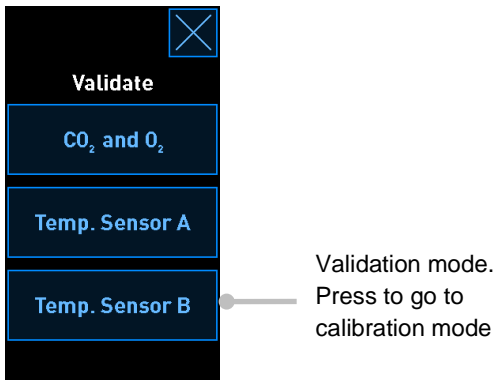 Validate
CO₂ and O₂
Temp. Sensor A
Temp. Sensor B
Validation mode.
Press to go to
calibration mode